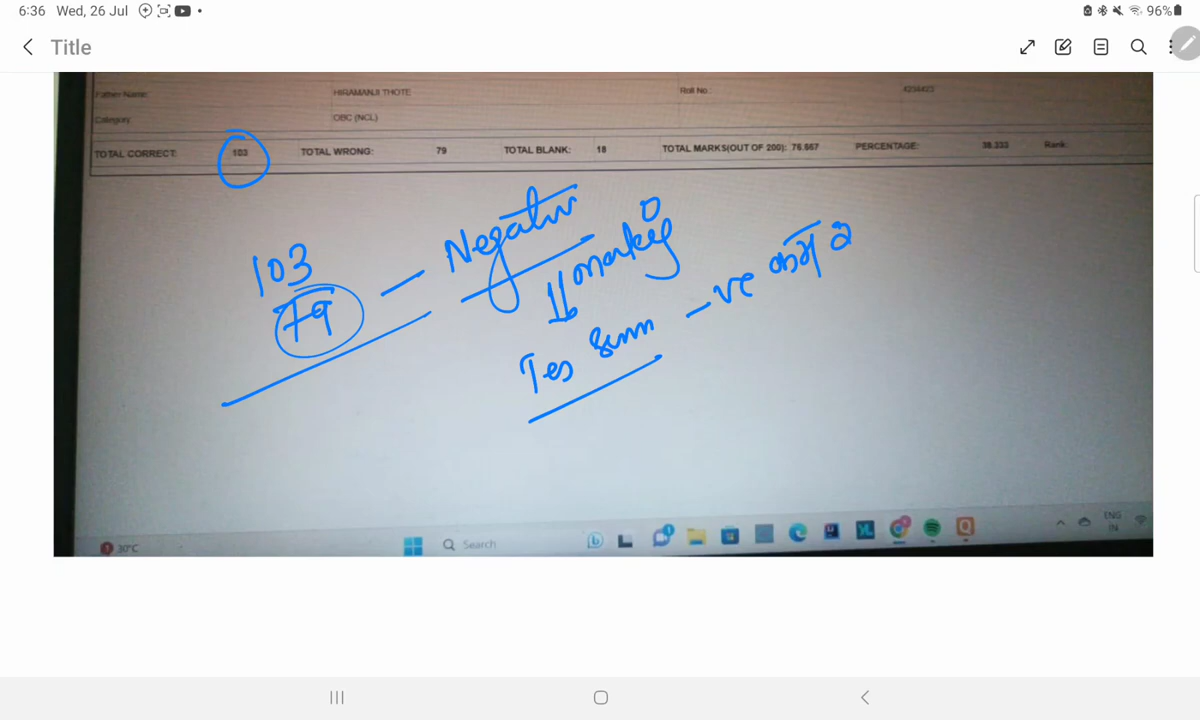 6:36 Wed, 26 Jul 96%
Title
Father Name: HIRAMANJI THOTE Roll No.:
Category OBC (NCL)
TOTAL CORRECT: 103 TOTAL WRONG: 79 TOTAL BLANK: 18 TOTAL MARKS(OUT OF 200): 76.667 PERCENTAGE: 38.333 Rank:
103 - Negative
79 marking
-ve
30°C Search ENG
IN